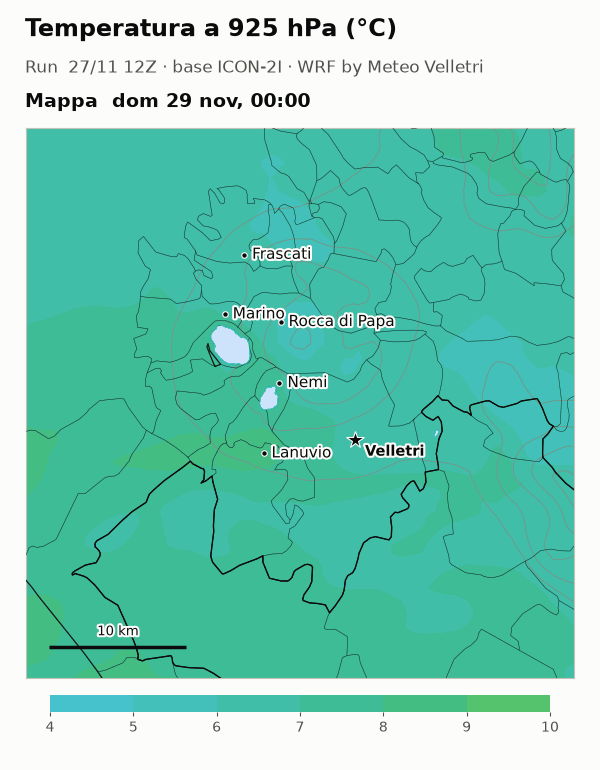 Temperatura a 925 hPa (°C)
Run  27/11 12Z · base ICON-2I · WRF by Meteo Velletri
Mappa  dom 29 nov, 00:00
Frascati
Marino
Rocca di Papa
Nemi
Velletri
Lanuvio
10 km
4 5 6 7 8 9 10